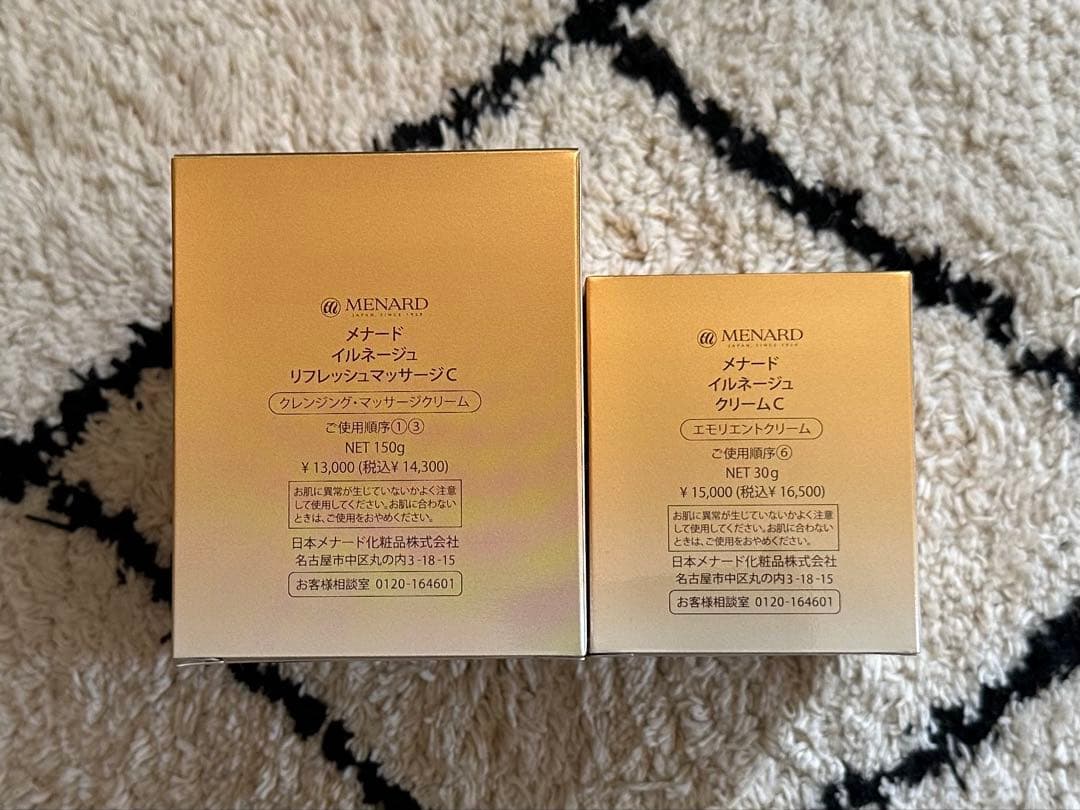 MENARD
JAPAN, SINCE 1959
メナード
イルネージュ
リフレッシュマッサージC
クレンジング・マッサージクリーム
ご使用順序①③
NET 150g
¥13,000(税込¥14,300)
お肌に異常が生じていないかよく注意
して使用してください。お肌に合わない
ときは、ご使用をおやめください。
日本メナード化粧品株式会社
名古屋市中区丸の内3-18-15
お客様相談室 0120-164601
MENARD
JAPAN, SINCE 1959
メナード
イルネージュ
クリームC
エモリエントクリーム
ご使用順序⑥
NET 30g
¥15,000(税込¥16,500)
お肌に異常が生じていないかよく注意
して使用してください。お肌に合わない
ときは、ご使用をおやめください。
日本メナード化粧品株式会社
名古屋市中区丸の内3-18-15
お客様相談室 0120-164601